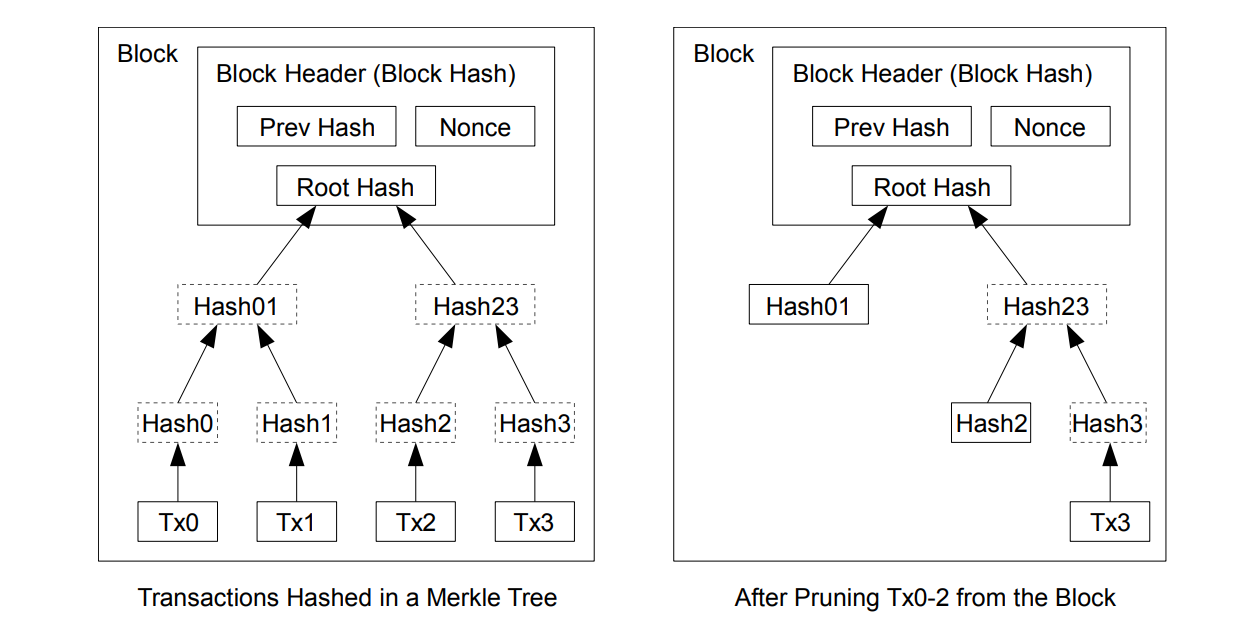 Block
Block Header (Block Hash)
Prev Hash
Nonce
Root Hash
Hash01
Hash23
Hash0
Hash1
Hash2
Hash3
Tx0
Tx1
Tx2
Tx3
Transactions Hashed in a Merkle Tree
Block
Block Header (Block Hash)
Prev Hash
Nonce
Root Hash
Hash01
Hash23
Hash2
Hash3
Tx3
After Pruning Tx0-2 from the Block